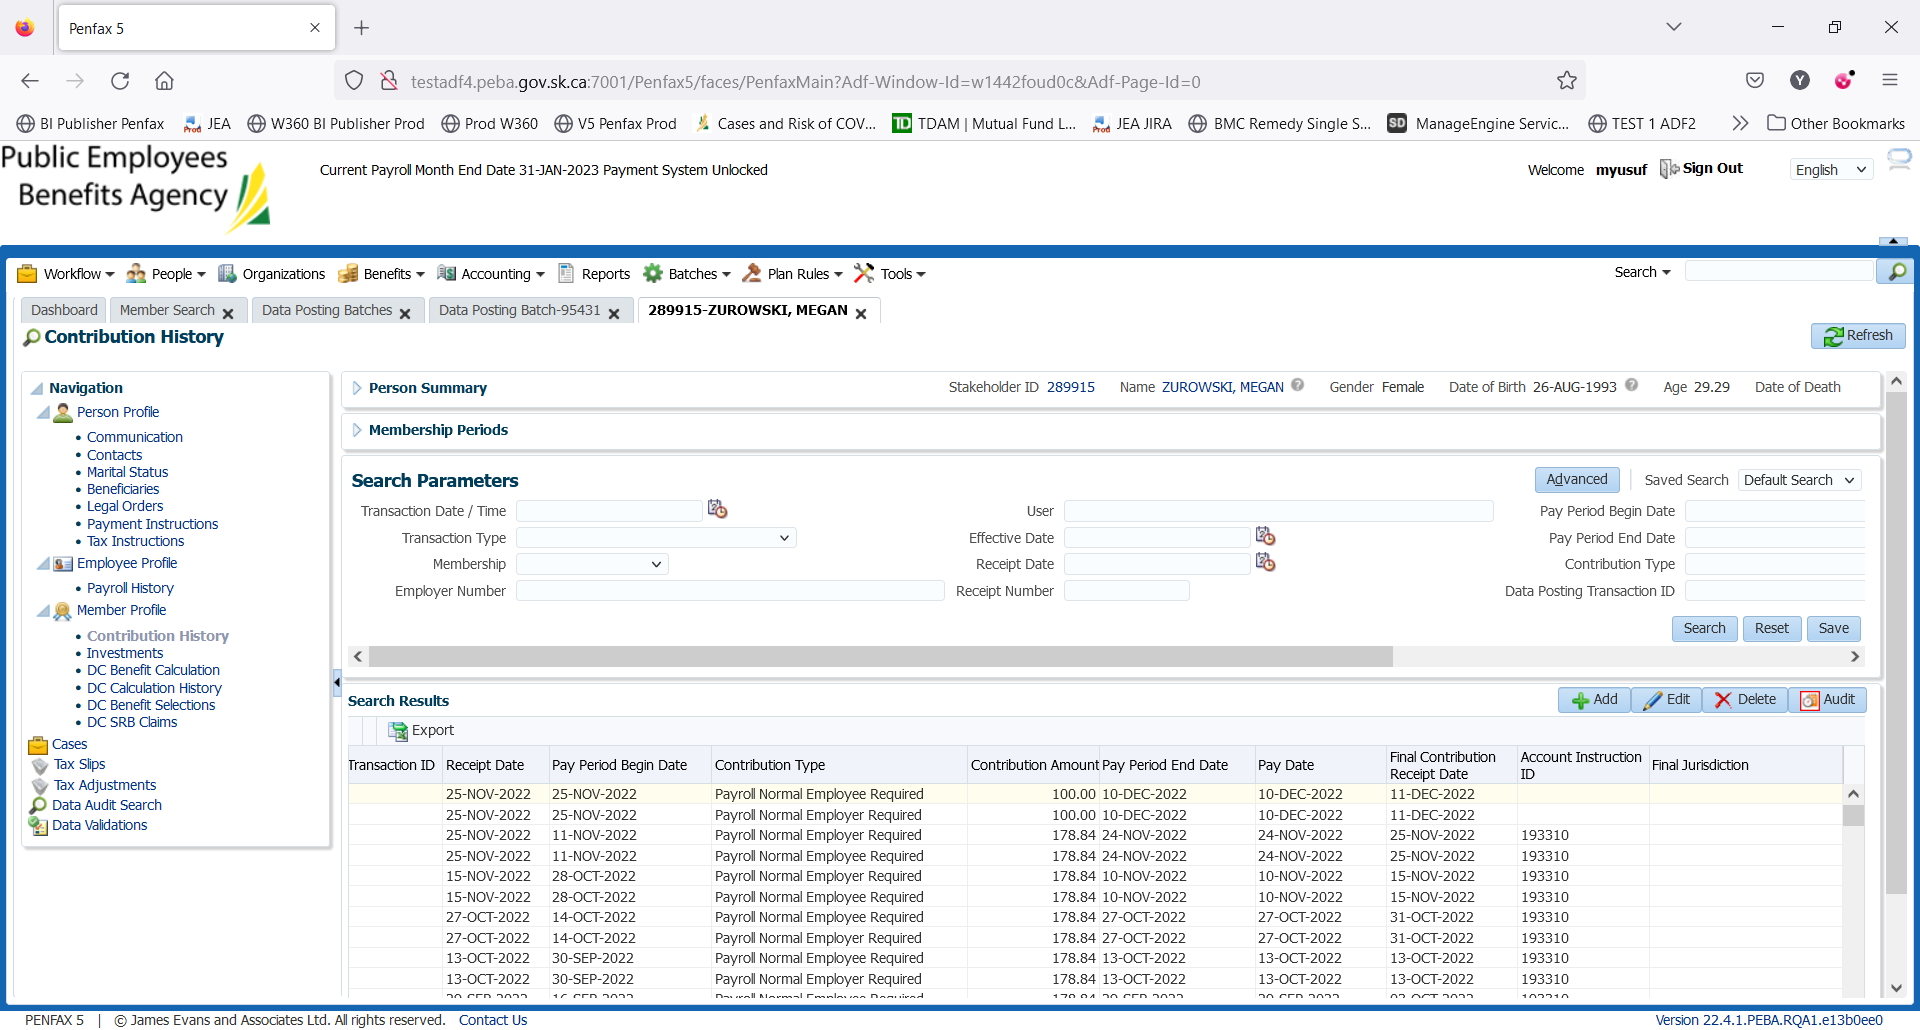 Penfax 5
testadf4.peba.gov.sk.ca:7001/Penfax5/faces/PenfaxMain?Adf-Window-Id=w1442foud0c&Adf-Page-Id=0
Y
BI Publisher Penfax JEA W360 BI Publisher Prod Prod W360 V5 Penfax Prod Cases and Risk of COV... TDAM | Mutual Fund L... JEA JIRA BMC Remedy Single S... SD ManageEngine Servic... TEST 1 ADF2 Other Bookmarks
Public Employees
Benefits Agency
Current Payroll Month End Date 31-JAN-2023 Payment System Unlocked
Welcome myusuf Sign Out English
Workflow People Organizations Benefits Accounting Reports Batches Plan Rules Tools Search
Dashboard Member Search Data Posting Batches Data Posting Batch-95431 289915-ZUROWSKI, MEGAN
Contribution History Refresh
Navigation
Person Profile
Communication
Contacts
Marital Status
Beneficiaries
Legal Orders
Payment Instructions
Tax Instructions
Employee Profile
Payroll History
Member Profile
Contribution History
Investments
DC Benefit Calculation
DC Calculation History
DC Benefit Selections
DC SRB Claims
Cases
Tax Slips
Tax Adjustments
Data Audit Search
Data Validations
Person Summary Stakeholder ID 289915 Name ZUROWSKI, MEGAN Gender Female Date of Birth 26-AUG-1993 Age 29.29 Date of Death
Membership Periods
Search Parameters Advanced Saved Search Default Search
Transaction Date / Time User Pay Period Begin Date
Transaction Type Effective Date Pay Period End Date
Membership Receipt Date Contribution Type
Employer Number Receipt Number Data Posting Transaction ID
Search Reset Save
Search Results Add Edit Delete Audit
Export
Transaction ID Receipt Date Pay Period Begin Date Contribution Type Contribution Amount Pay Period End Date Pay Date Final Contribution Receipt Date Account Instruction ID Final Jurisdiction
25-NOV-2022 25-NOV-2022 Payroll Normal Employee Required 100.00 10-DEC-2022 10-DEC-2022 11-DEC-2022
25-NOV-2022 25-NOV-2022 Payroll Normal Employer Required 100.00 10-DEC-2022 10-DEC-2022 11-DEC-2022
25-NOV-2022 11-NOV-2022 Payroll Normal Employee Required 178.84 24-NOV-2022 24-NOV-2022 25-NOV-2022 193310
25-NOV-2022 11-NOV-2022 Payroll Normal Employer Required 178.84 24-NOV-2022 24-NOV-2022 25-NOV-2022 193310
15-NOV-2022 28-OCT-2022 Payroll Normal Employee Required 178.84 10-NOV-2022 10-NOV-2022 15-NOV-2022 193310
15-NOV-2022 28-OCT-2022 Payroll Normal Employer Required 178.84 10-NOV-2022 10-NOV-2022 15-NOV-2022 193310
27-OCT-2022 14-OCT-2022 Payroll Normal Employee Required 178.84 27-OCT-2022 27-OCT-2022 31-OCT-2022 193310
27-OCT-2022 14-OCT-2022 Payroll Normal Employer Required 178.84 27-OCT-2022 27-OCT-2022 31-OCT-2022 193310
13-OCT-2022 30-SEP-2022 Payroll Normal Employee Required 178.84 13-OCT-2022 13-OCT-2022 13-OCT-2022 193310
13-OCT-2022 30-SEP-2022 Payroll Normal Employer Required 178.84 13-OCT-2022 13-OCT-2022 13-OCT-2022 193310
PENFAX 5 | © James Evans and Associates Ltd. All rights reserved. Contact Us Version 22.4.1.PEBA.RQA1.e13b0ee0